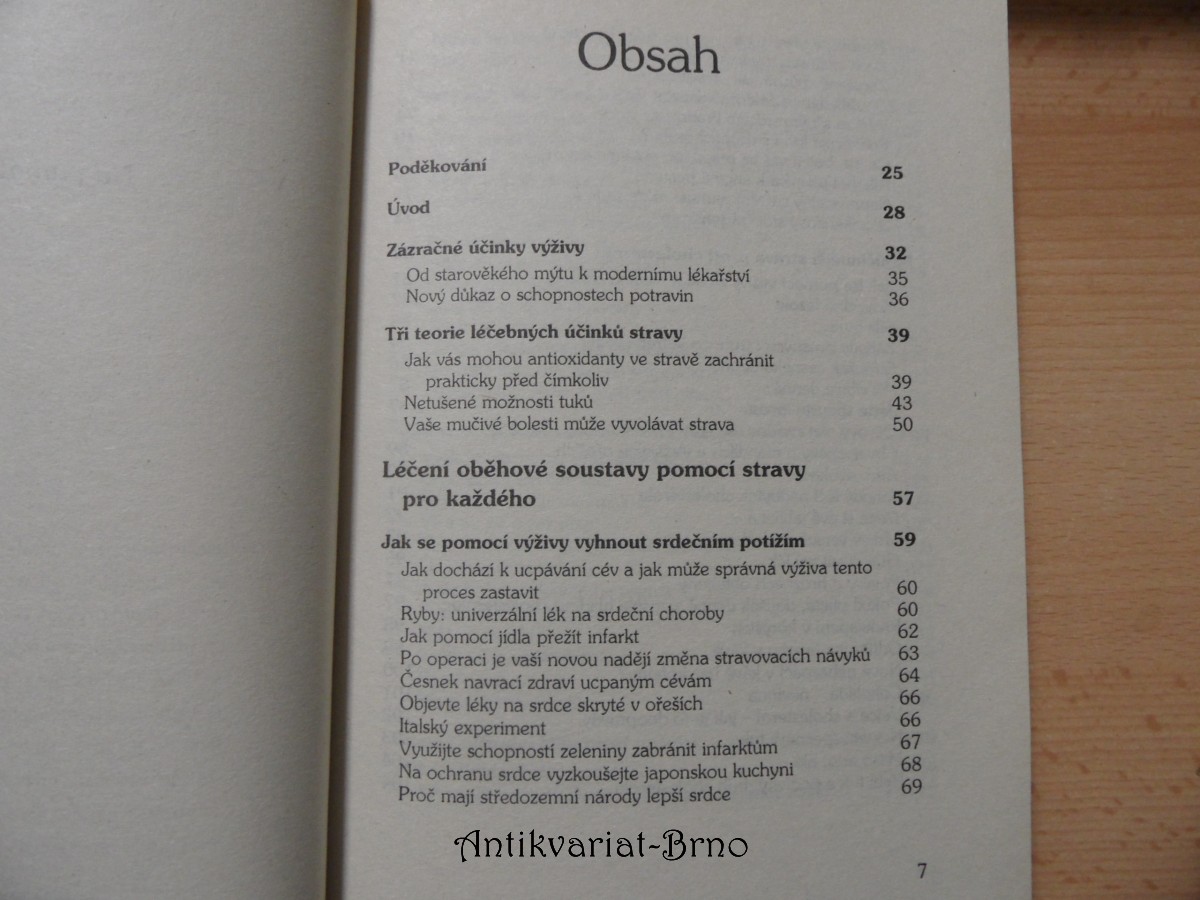 Obsah
Poděkování 25
Úvod 28
Zázračné účinky výživy 32
Od starověkého mýtu k modernímu lékařství 35
Nový důkaz o schopnostech potravin 36
Tři teorie léčebných účinků stravy 39
Jak vás mohou antioxidanty ve stravě zachránit
prakticky před čímkoliv 39
Netušené možnosti tuků 43
Vaše mučivé bolesti může vyvolávat strava 50
Léčení oběhové soustavy pomocí stravy
pro každého 57
Jak se pomocí výživy vyhnout srdečním potížím 59
Jak dochází k ucpávání cév a jak může správná výživa tento
proces zastavit 60
Ryby: univerzální lék na srdeční choroby 60
Jak pomocí jídla přežít infarkt 62
Po operaci je vaší novou nadějí změna stravovacích návyků 63
Česnek navrací zdraví ucpaným cévám 64
Objevte léky na srdce skryté v ořeších 66
Italský experiment 66
Využijte schopností zeleniny zabránit infarktům 67
Na ochranu srdce vyzkoušejte japonskou kuchyni 68
Proč mají středozemní národy lepší srdce 69
Antikvariat-Brno
7